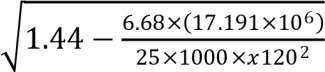 √(1.44 − (6.68×(17.191×10⁶))/(25×1000×𝑥120²))